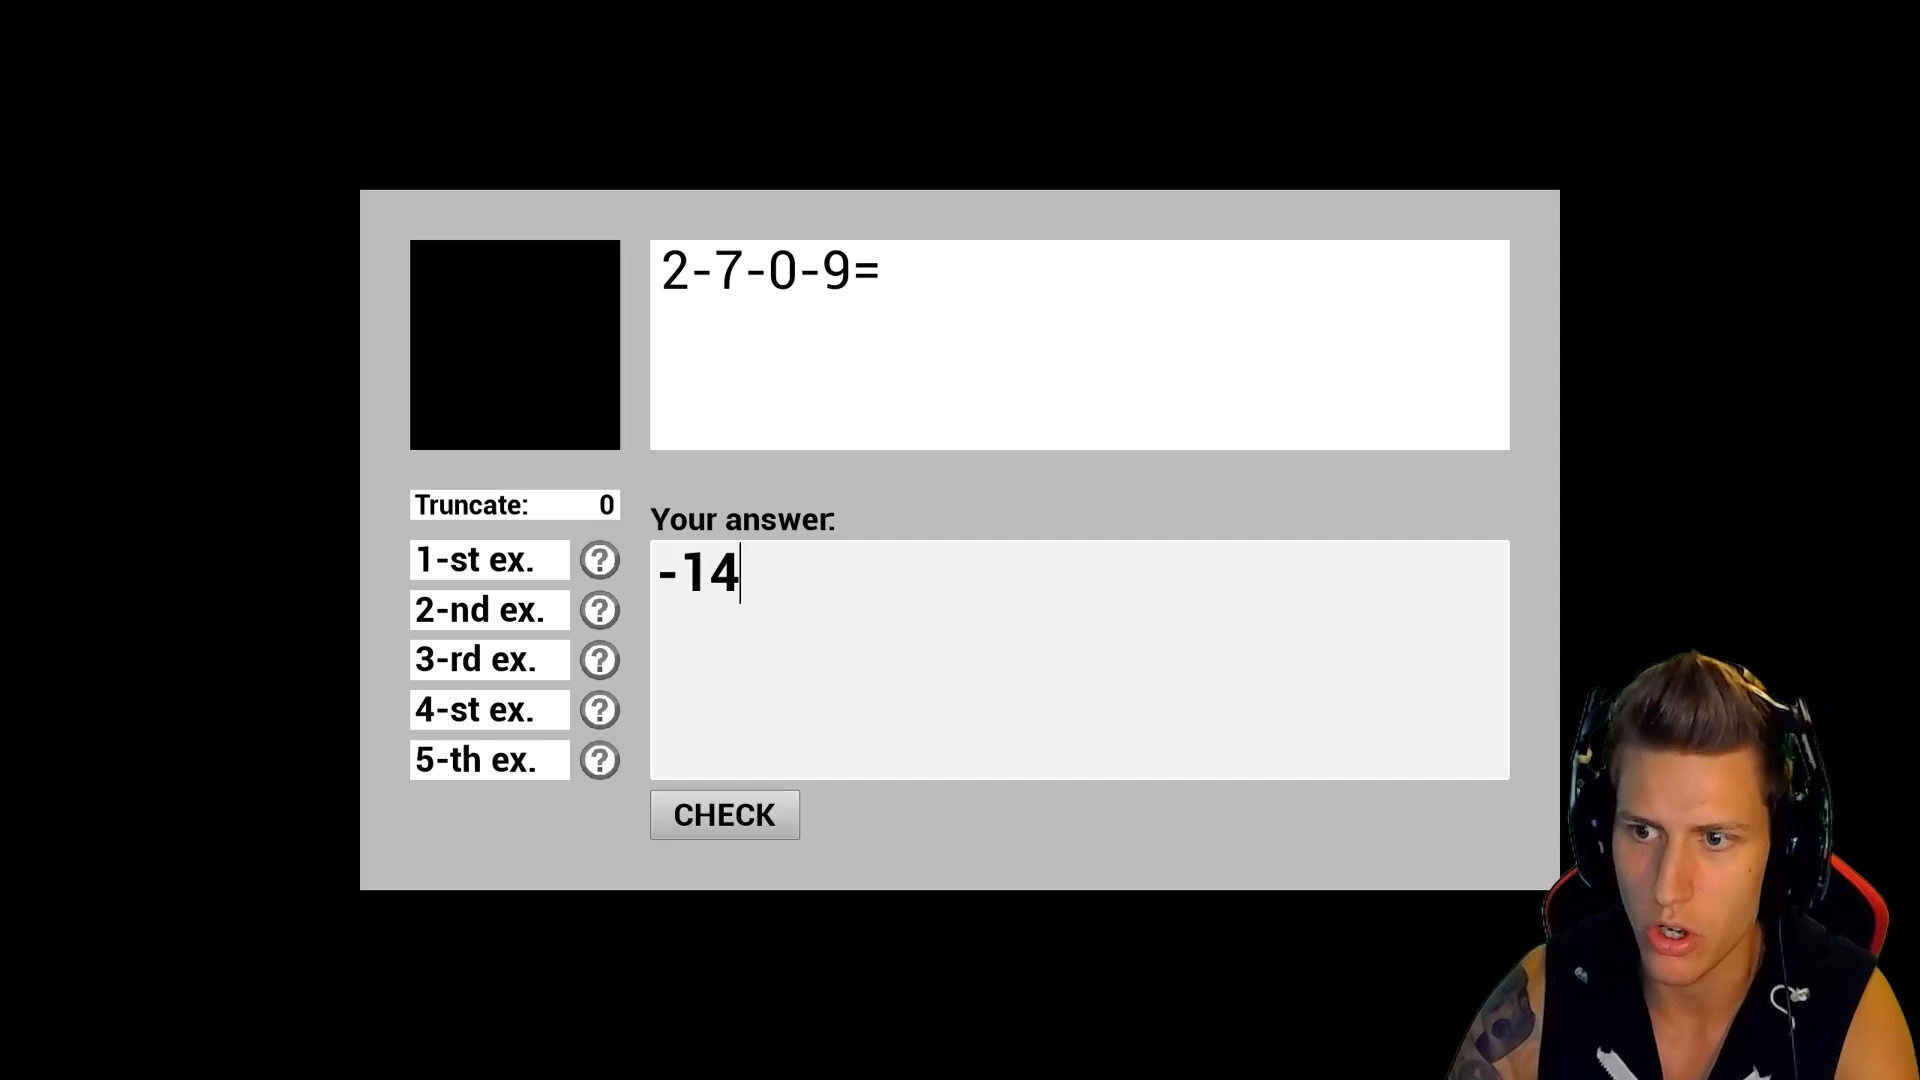 2-7-0-9=
Truncate: 0
Your answer:
-14
1-st ex.
2-nd ex.
3-rd ex.
4-st ex.
5-th ex.
CHECK